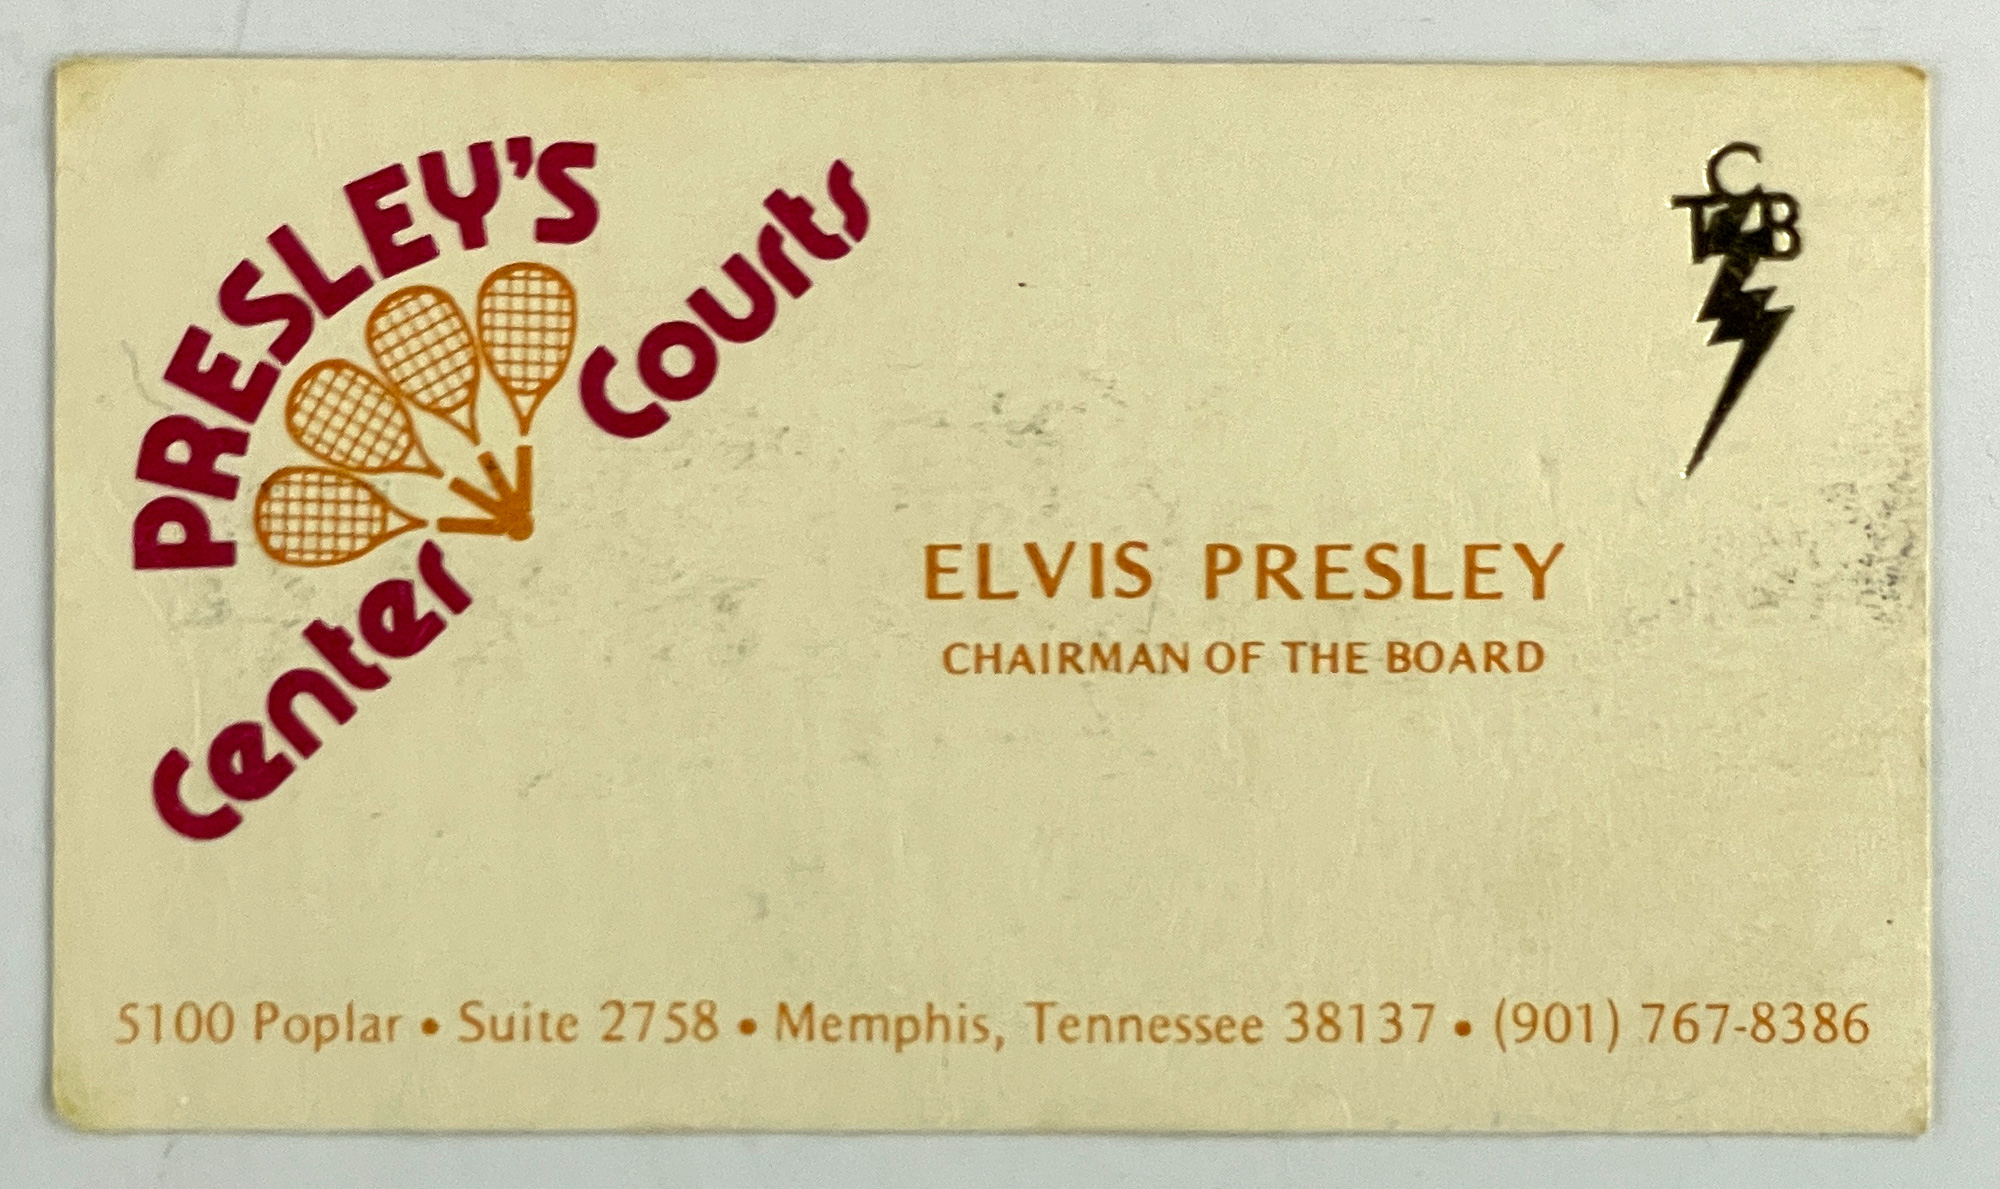 PRESLEY'S
Center Courts
C
TCB
ELVIS PRESLEY
CHAIRMAN OF THE BOARD
5100 Poplar • Suite 2758 • Memphis, Tennessee 38137 • (901) 767-8386